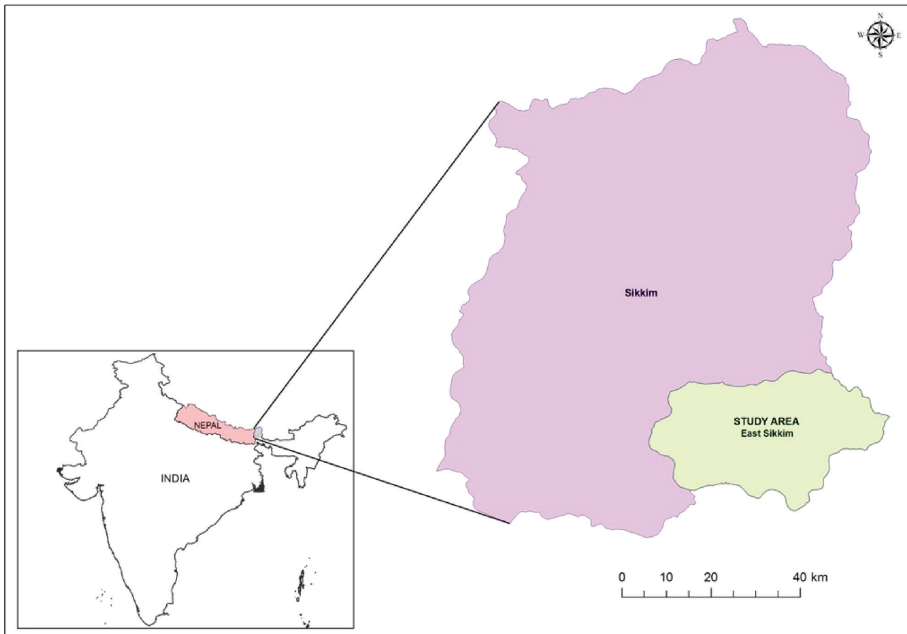 N
W E
S
Sikkim
STUDY AREA
East Sikkim
NEPAL
INDIA
0 10 20 40 km